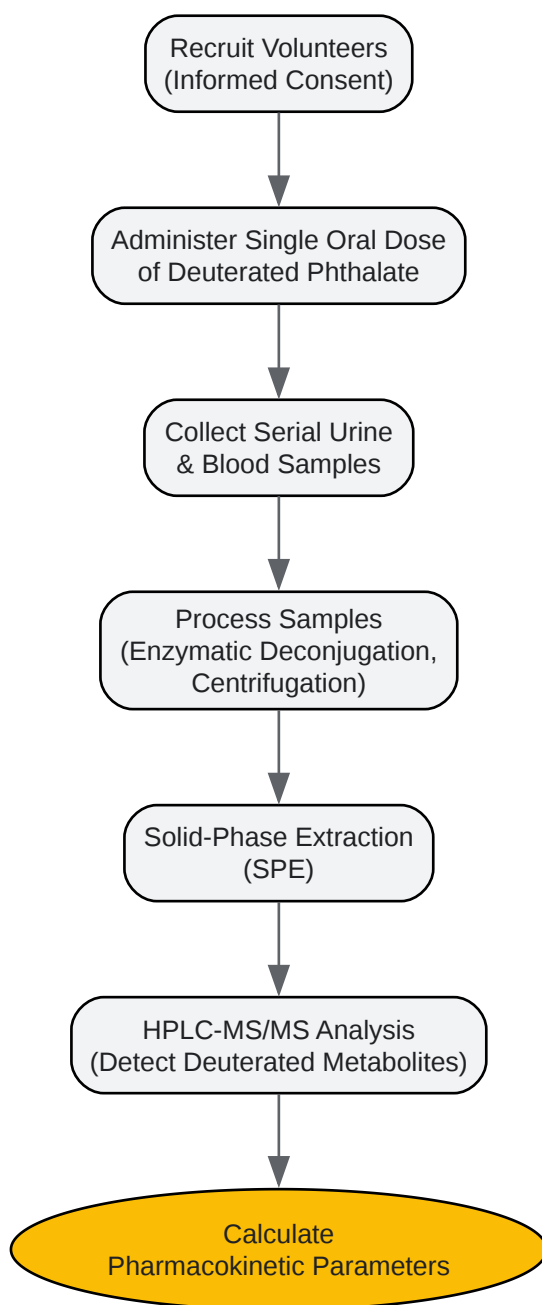 Recruit Volunteers
(Informed Consent)
Administer Single Oral Dose
of Deuterated Phthalate
Collect Serial Urine
& Blood Samples
Process Samples
(Enzymatic Deconjugation,
Centrifugation)
Solid-Phase Extraction
(SPE)
HPLC-MS/MS Analysis
(Detect Deuterated Metabolites)
Calculate
Pharmacokinetic Parameters